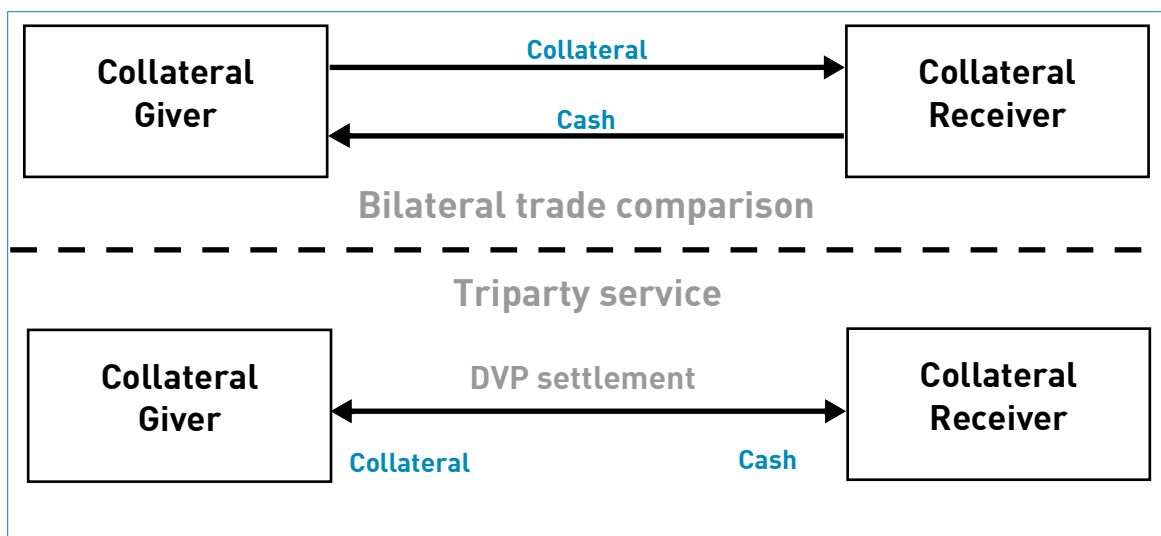 Collateral
Giver
Collateral
Cash
Collateral
Receiver
Bilateral trade comparison
Triparty service
Collateral
Giver
DVP settlement
Collateral
Cash
Collateral
Receiver